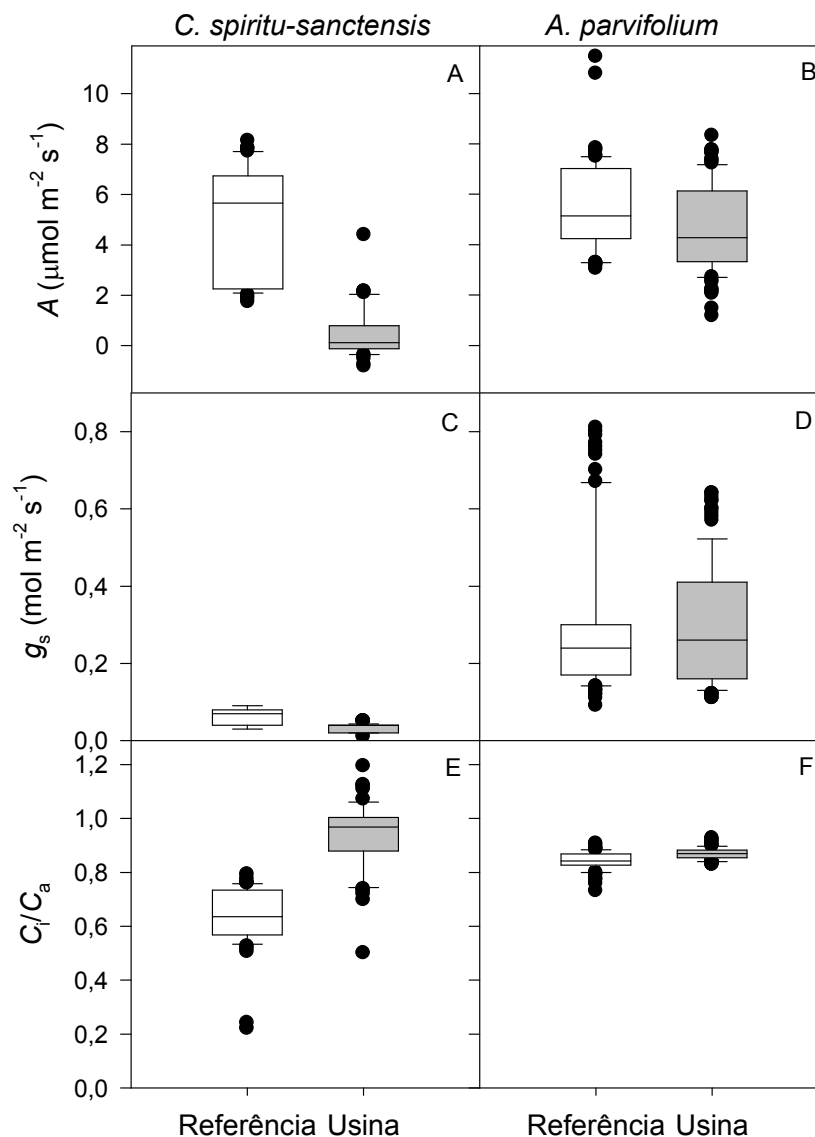 C. spiritu-sanctensis A. parvifolium
A B
10
8
6
4
2
0
A (µmol m⁻² s⁻¹)
C D
0,8
0,6
0,4
0,2
0,0
gs (mol m⁻² s⁻¹)
E F
1,2
1,0
0,8
0,6
0,4
0,2
0,0
Ci/Ca
Referência Usina Referência Usina